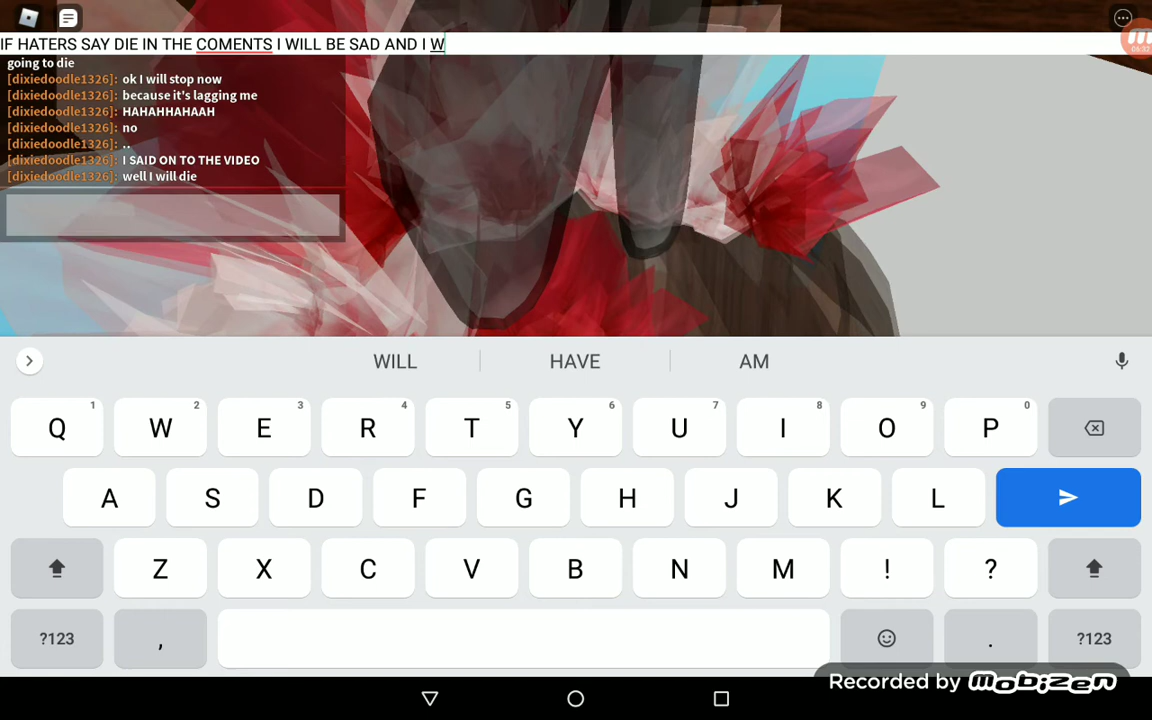 IF HATERS SAY DIE IN THE COMENTS I WILL BE SAD AND I W
going to die
[dixiedoodle1326]: ok I will stop now
[dixiedoodle1326]: because it's lagging me
[dixiedoodle1326]: HAHAHHAHAAH
[dixiedoodle1326]: no
[dixiedoodle1326]: ..
[dixiedoodle1326]: I SAID ON TO THE VIDEO
[dixiedoodle1326]: well I will die
06:32
WILL HAVE AM
Q 1 W 2 E 3 R 4 T 5 Y 6 U 7 I 8 O 9 P 0
A S D F G H J K L
Z X C V B N M ! ?
?123 , . ?123
Recorded by mobizen